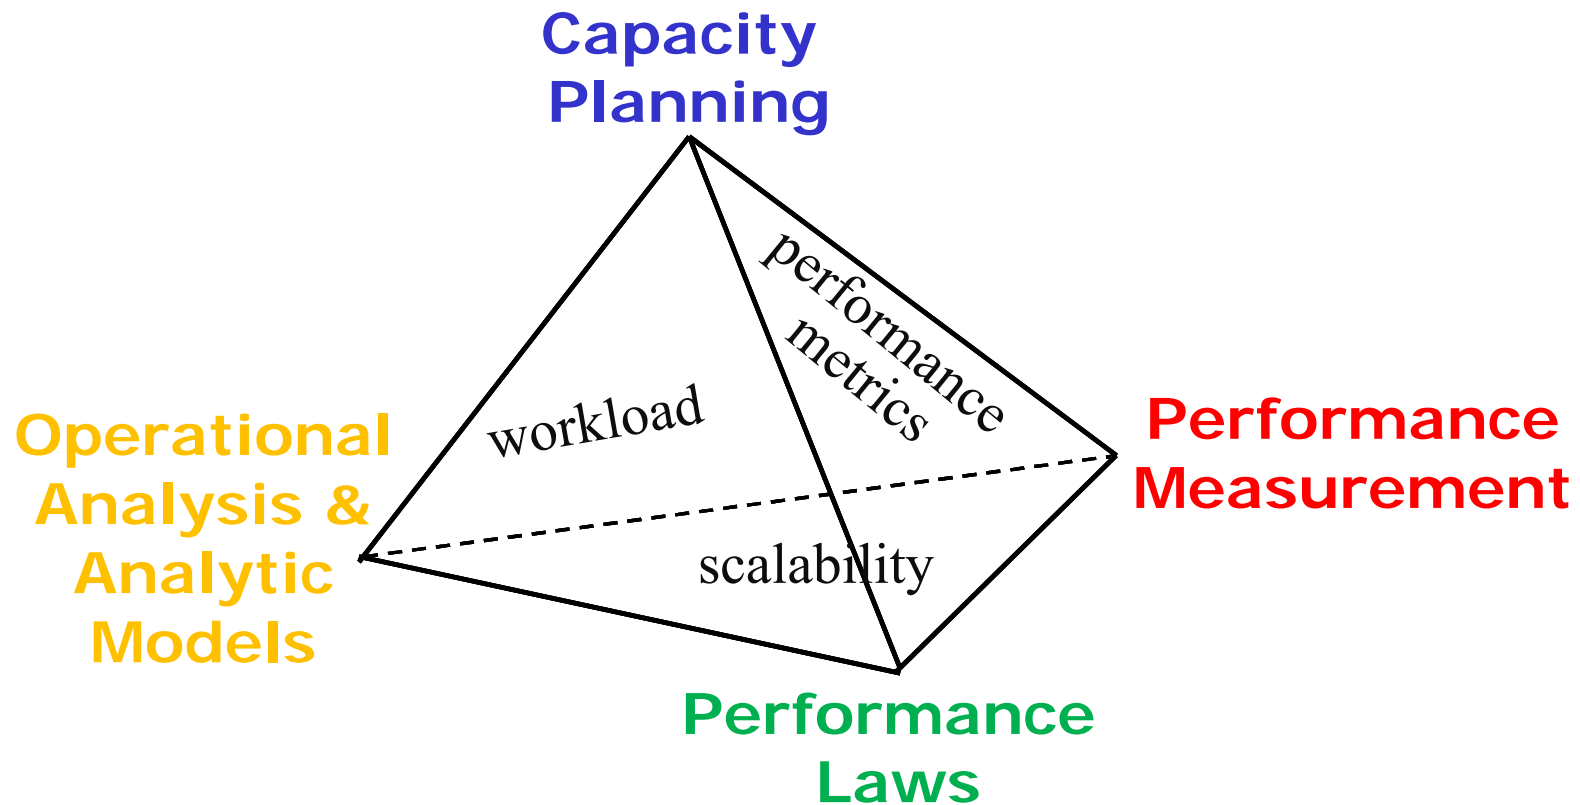 Capacity
Planning
performance
metrics
workload
Operational
Analysis &
Analytic
Models
Performance
Measurement
scalability
Performance
Laws